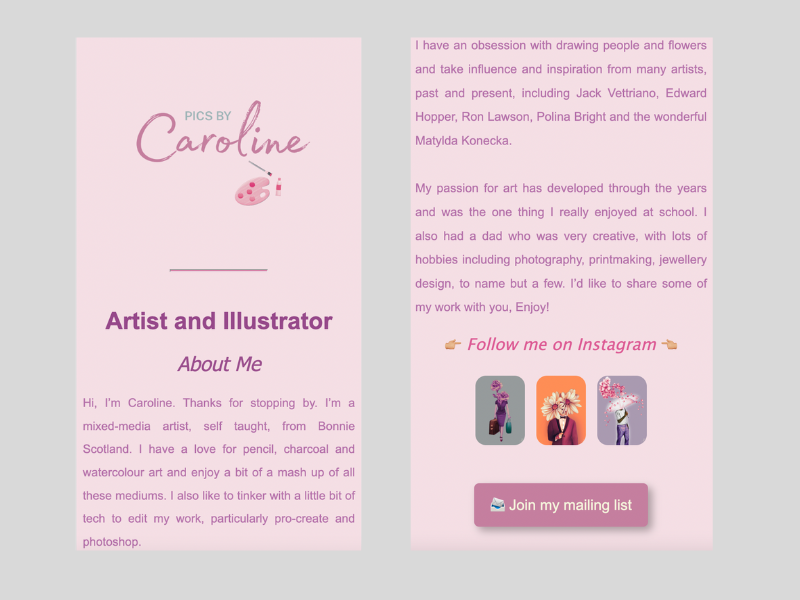 PICS BY
Caroline
Artist and Illustrator
About Me
Hi, I'm Caroline. Thanks for stopping by. I'm a
mixed-media artist, self taught, from Bonnie
Scotland. I have a love for pencil, charcoal and
watercolour art and enjoy a bit of a mash up of all
these mediums. I also like to tinker with a little bit of
tech to edit my work, particularly pro-create and
photoshop.
I have an obsession with drawing people and flowers
and take influence and inspiration from many artists,
past and present, including Jack Vettriano, Edward
Hopper, Ron Lawson, Polina Bright and the wonderful
Matylda Konecka.
My passion for art has developed through the years
and was the one thing I really enjoyed at school. I
also had a dad who was very creative, with lots of
hobbies including photography, printmaking, jewellery
design, to name but a few. I'd like to share some of
my work with you, Enjoy!
👉🏼 Follow me on Instagram 👈🏼
📨 Join my mailing list